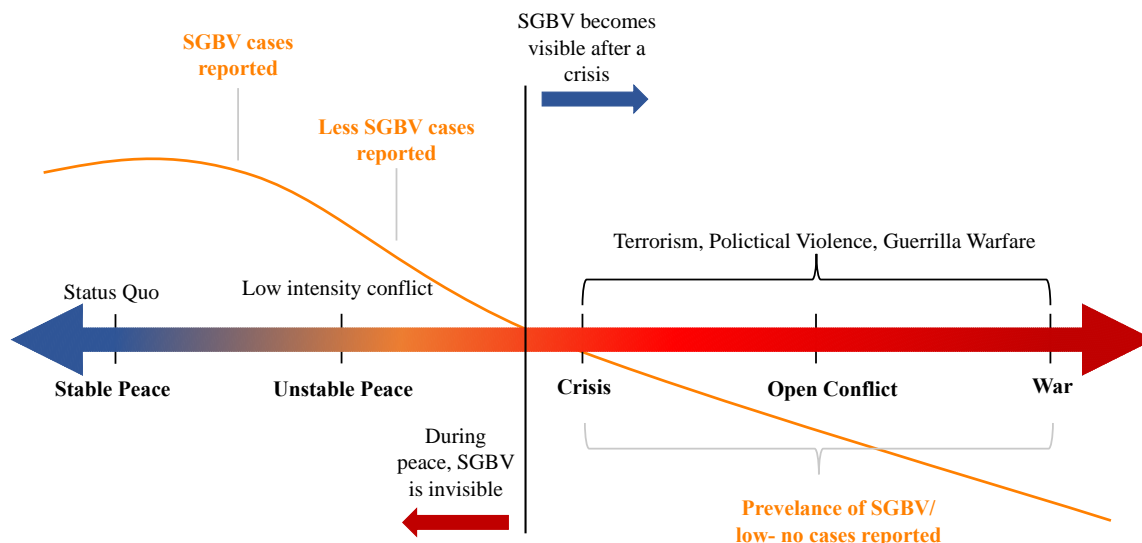 SGBV becomes
visible after a
crisis
SGBV cases
reported
Less SGBV cases
reported
Terrorism, Polictical Violence, Guerrilla Warfare
Status Quo
Low intensity conflict
Stable Peace
Unstable Peace
Crisis
Open Conflict
War
During
peace, SGBV
is invisible
Prevelance of SGBV/
low- no cases reported